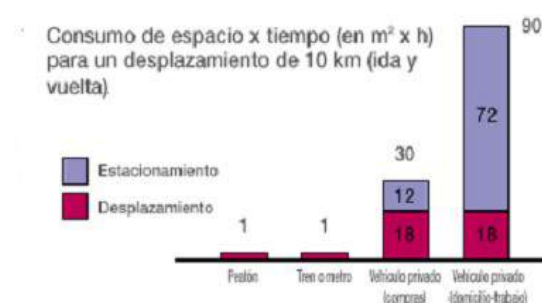 Consumo de espacio x tiempo (en m² x h)
para un desplazamiento de 10 km (ida y
vuelta)
90
72
30
12
Estacionamiento
Desplazamiento
1
1
18
18
Peatón
Tren o metro
Vehículo privado
(compras)
Vehículo privado
(domicilio-trabajo)